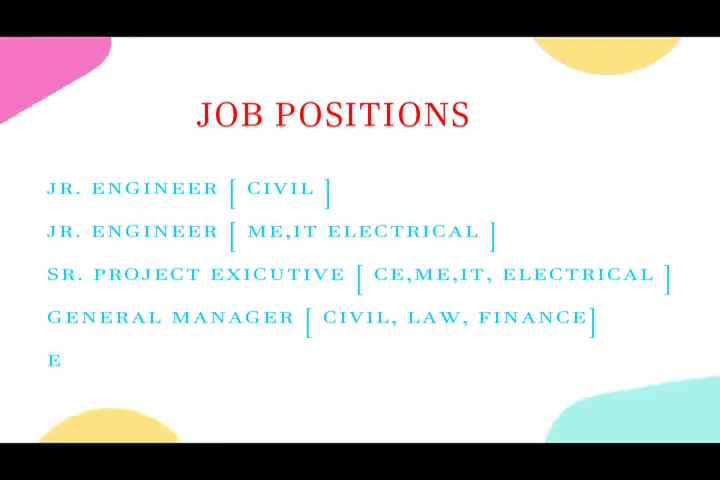 JOB POSITIONS
JR. ENGINEER [ CIVIL ]
JR. ENGINEER [ ME,IT ELECTRICAL ]
SR. PROJECT EXICUTIVE [ CE,ME,IT, ELECTRICAL ]
GENERAL MANAGER [ CIVIL, LAW, FINANCE]
E